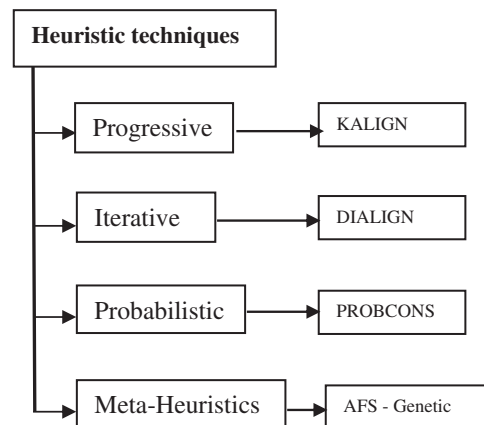 Heuristic techniques
Progressive
KALIGN
Iterative
DIALIGN
Probabilistic
PROBCONS
Meta-Heuristics
AFS - Genetic